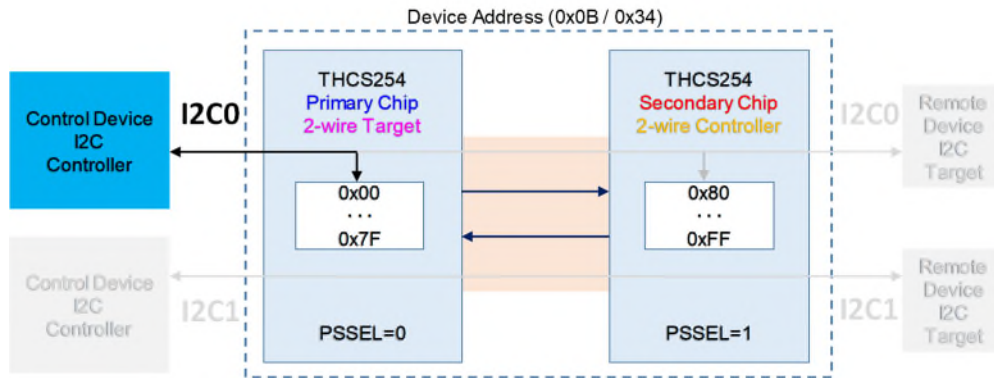 Device Address (0x0B / 0x34)
Control Device
I2C
Controller
I2C0
THCS254
Primary Chip
2-wire Target
0x00
...
0x7F
PSSEL=0
THCS254
Secondary Chip
2-wire Controller
0x80
...
0xFF
PSSEL=1
I2C0
Remote
Device
I2C
Target
Control Device
I2C
Controller
I2C1
I2C1
Remote
Device
I2C
Target